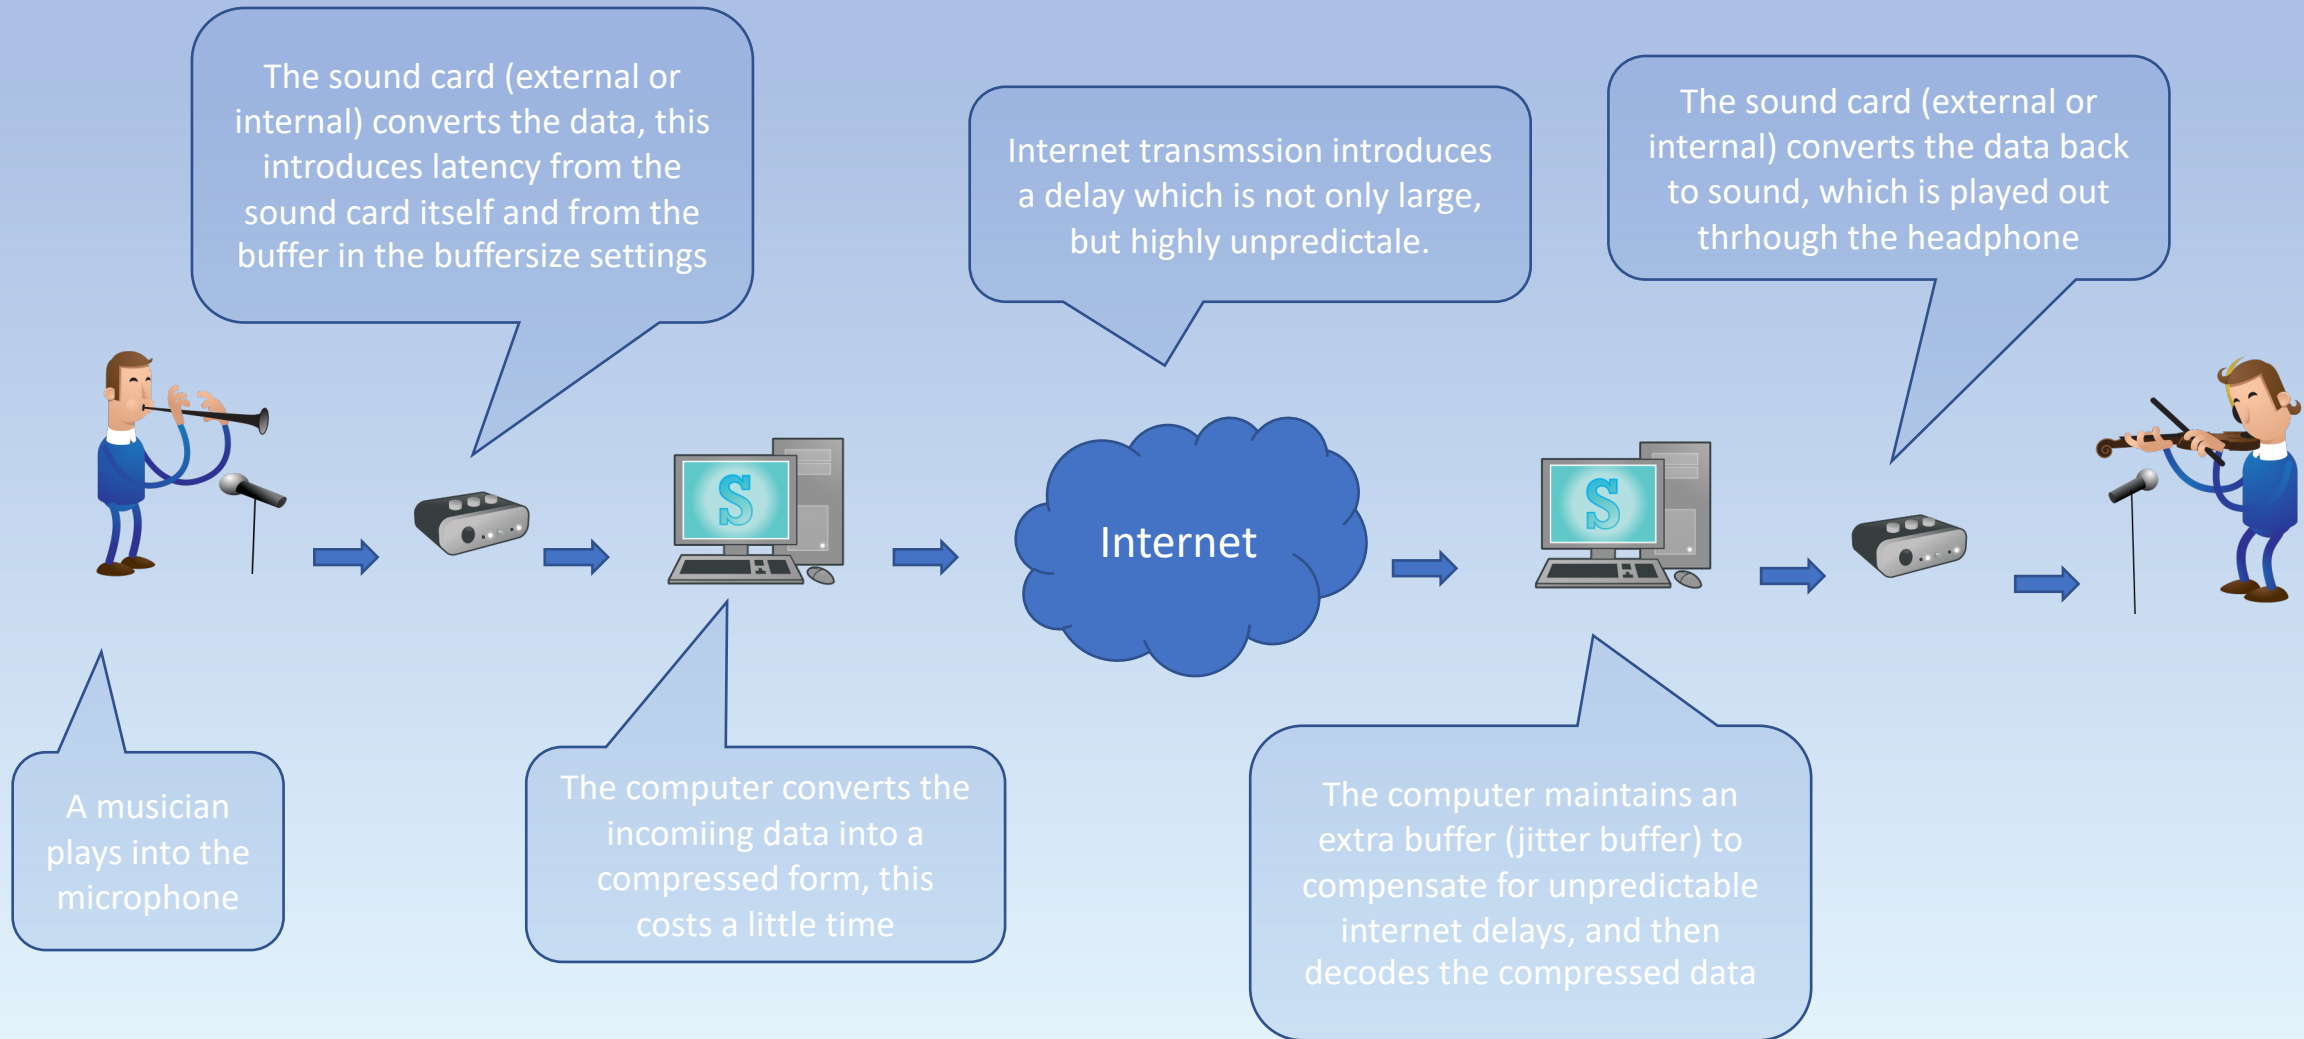 The sound card (external or
internal) converts the data, this
introduces latency from the
sound card itself and from the
buffer in the buffersize settings
Internet transmssion introduces
a delay which is not only large,
but highly unpredictale.
The sound card (external or
internal) converts the data back
to sound, which is played out
thrhough the headphone
S
Internet
S
A musician
plays into the
microphone
The computer converts the
incomiing data into a
compressed form, this
costs a little time
The computer maintains an
extra buffer (jitter buffer) to
compensate for unpredictable
internet delays, and then
decodes the compressed data